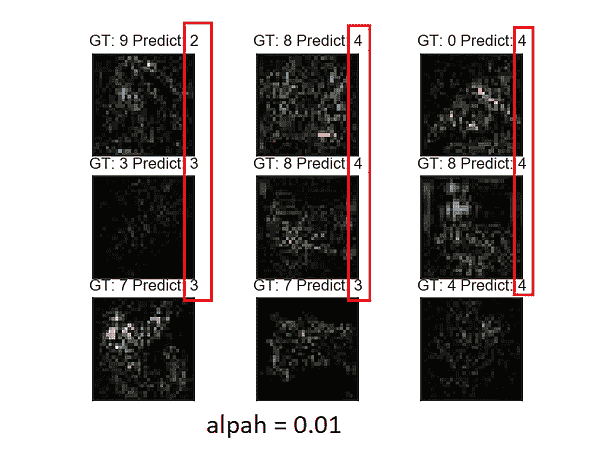 GT: 9 Predict: 2 GT: 8 Predict: 4 GT: 0 Predict: 4
GT: 3 Predict: 3 GT: 8 Predict: 4 GT: 8 Predict: 4
GT: 7 Predict: 3 GT: 7 Predict: 3 GT: 4 Predict: 4
alpah = 0.01